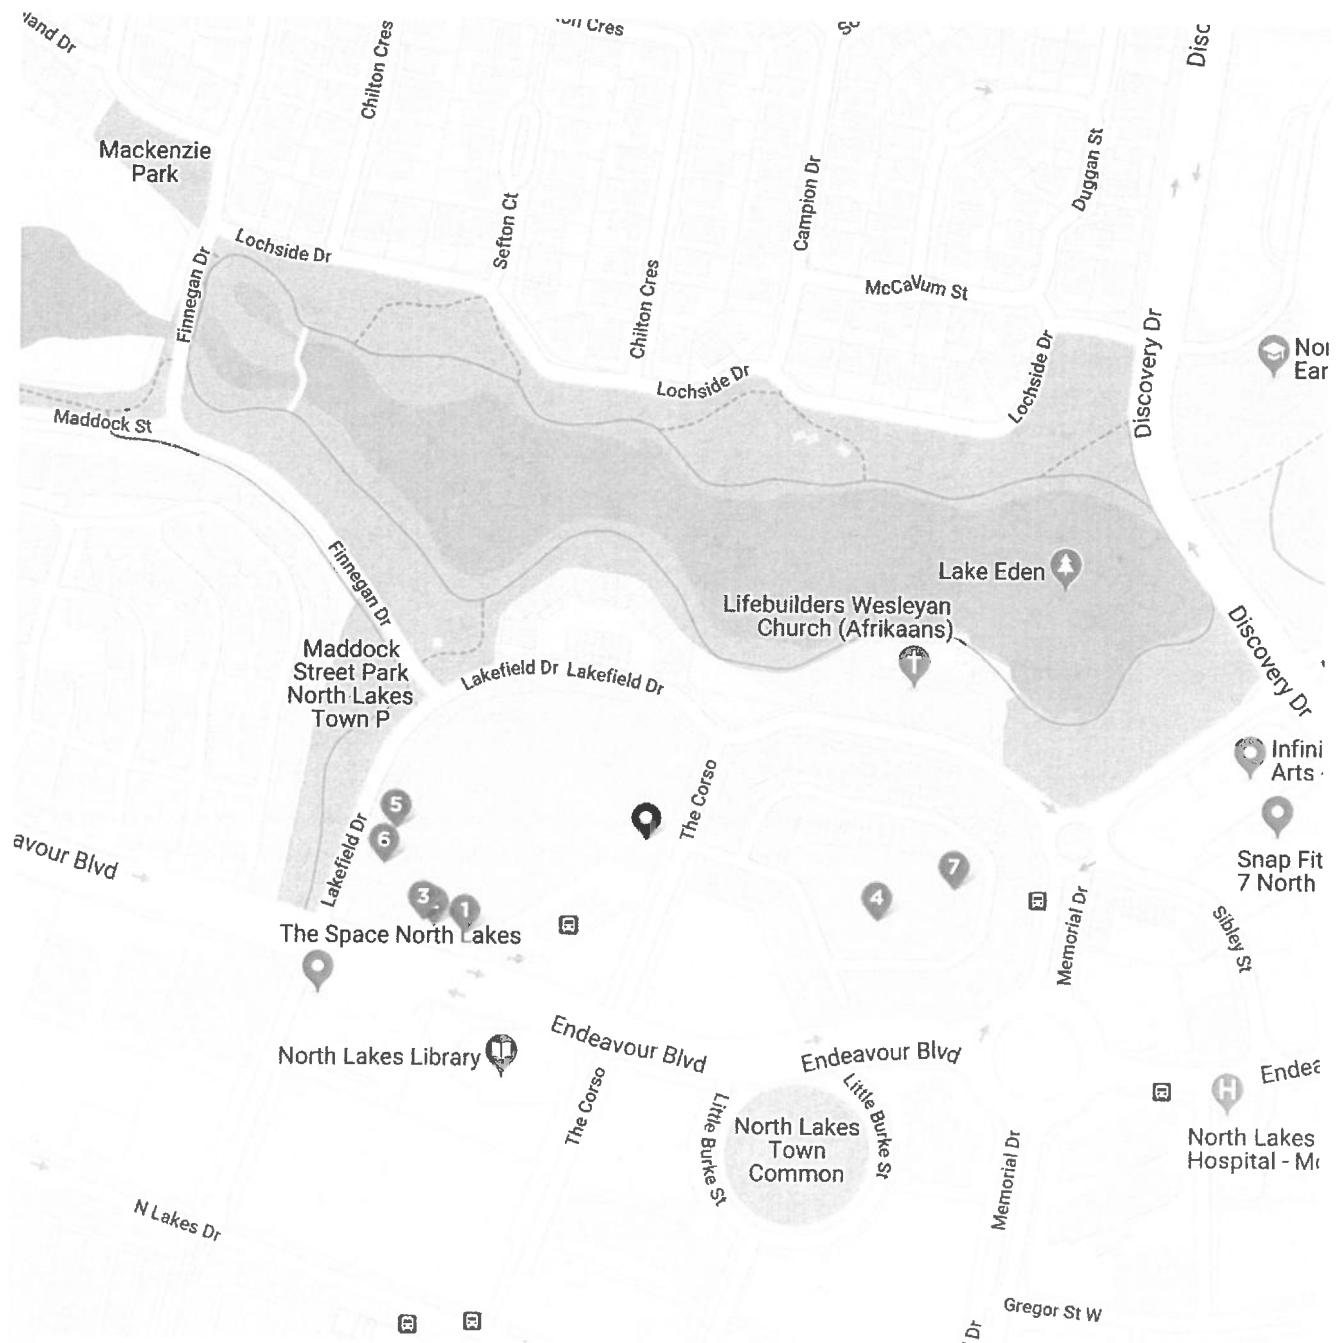 Chilton Cres
Disc
Mackenzie
Park
Duggan St
Campion Dr
Sefton Ct
Lochside Dr
Finnegan Dr
Chilton Cres
McCaVum St
Discovery Dr
Lochside Dr
Lochside Dr
Maddock St
Finnegan Dr
Lake Eden
Lifebuilders Wesleyan
Church (Afrikaans)
Discovery Dr
Maddock
Street Park
North Lakes
Town P
Lakefield Dr
Lakefield Dr
Infini
Arts
The Corso
5
6
Lakefield Dr
avour Blvd
Snap Fit
7 North
7
4
3
1
Memorial Dr
Sibley St
The Space North Lakes
Endeavour Blvd
North Lakes Library
Endeavour Blvd
The Corso
Little Burke St
Little Burke St
North Lakes
Town
Common
H
North Lakes
Hospital - M
Memorial Dr
N Lakes Dr
Gregor St W
Dr